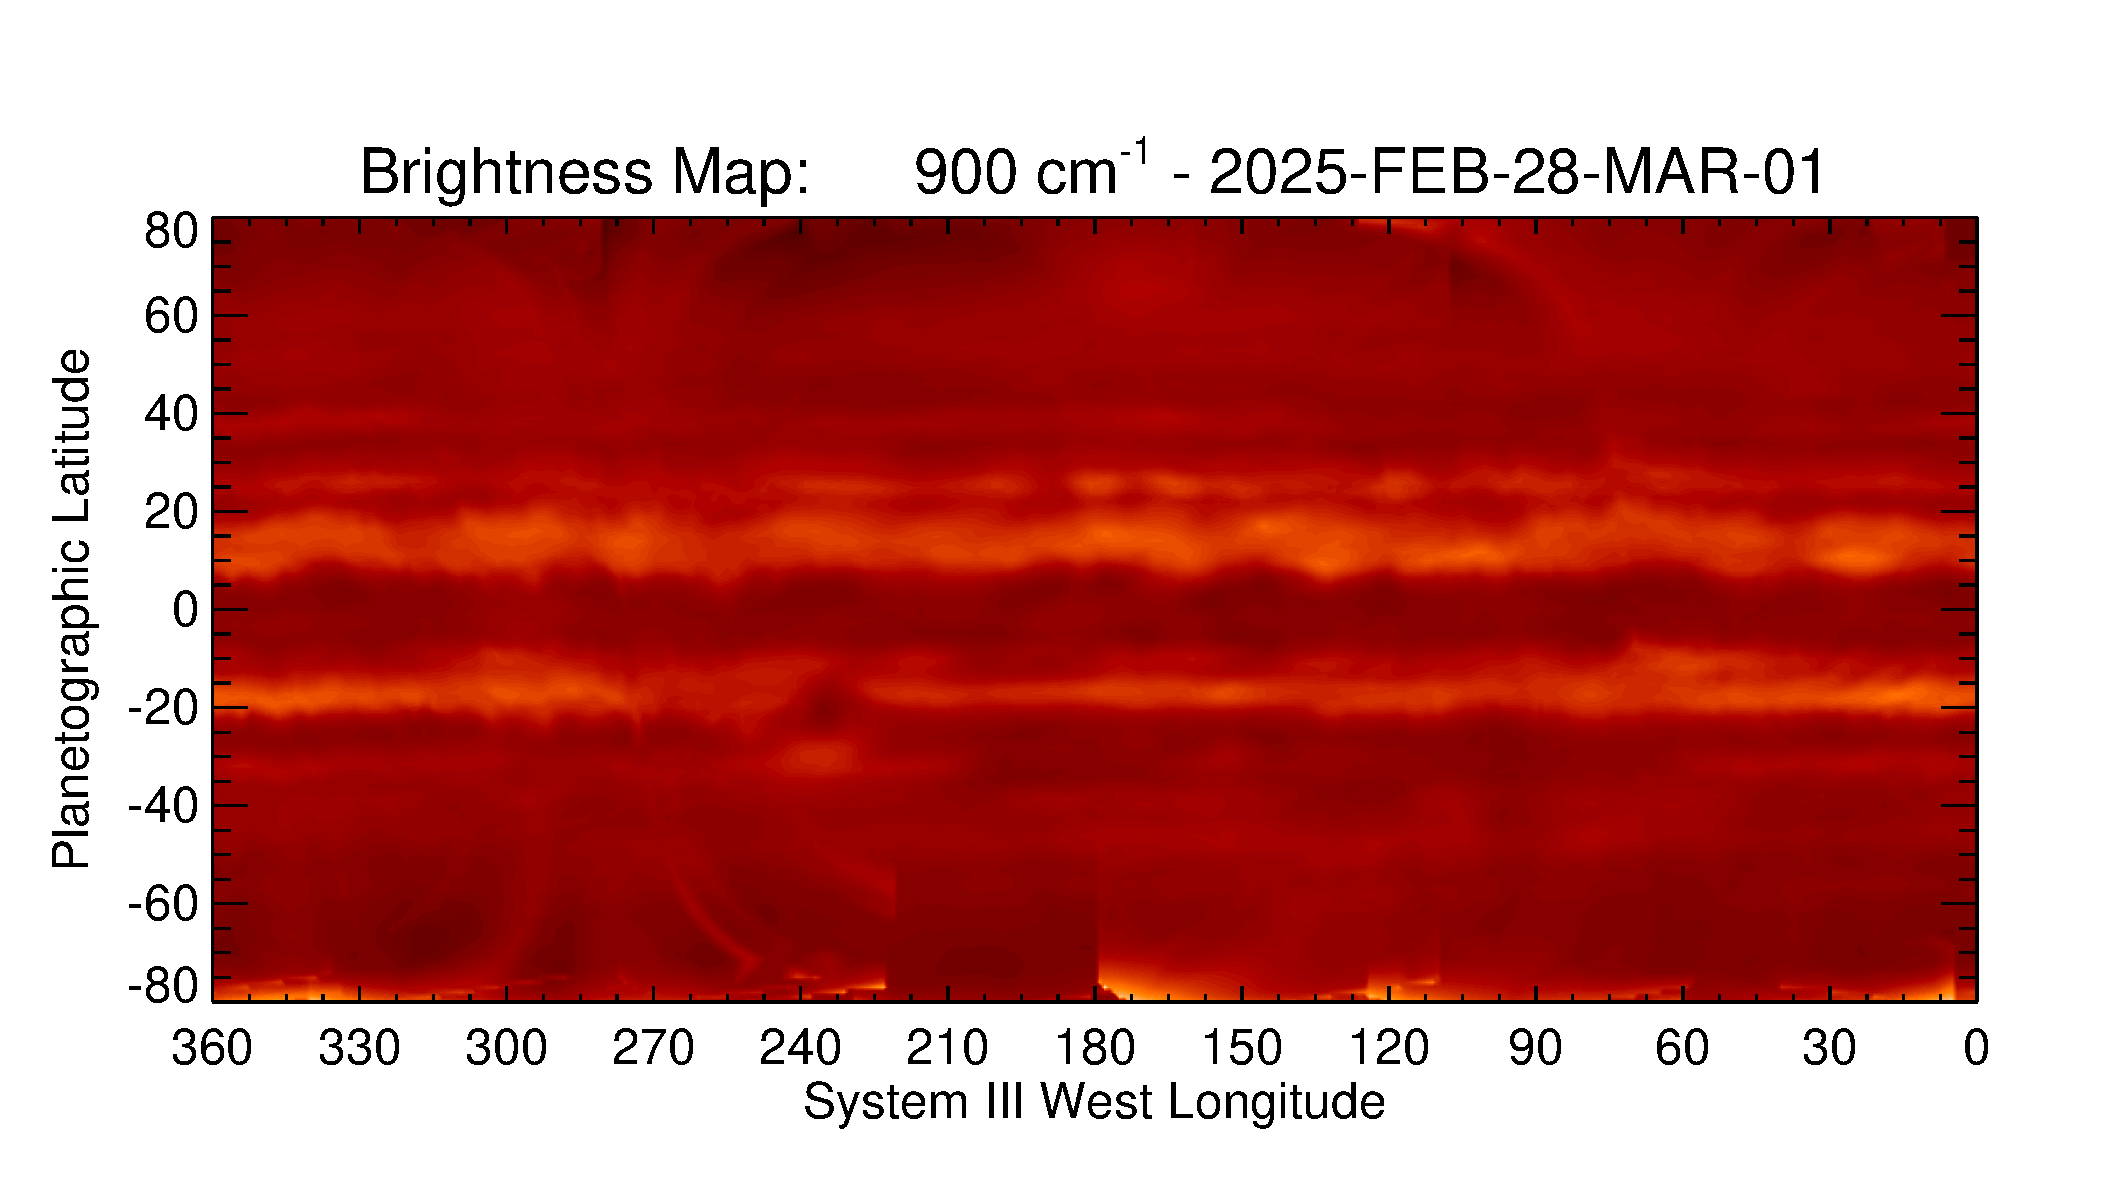 Brightness Map: 900 cm⁻¹ - 2025-FEB-28-MAR-01
80
60
40
20
0
-20
-40
-60
-80
Planetographic Latitude
360 330 300 270 240 210 180 150 120 90 60 30 0
System III West Longitude